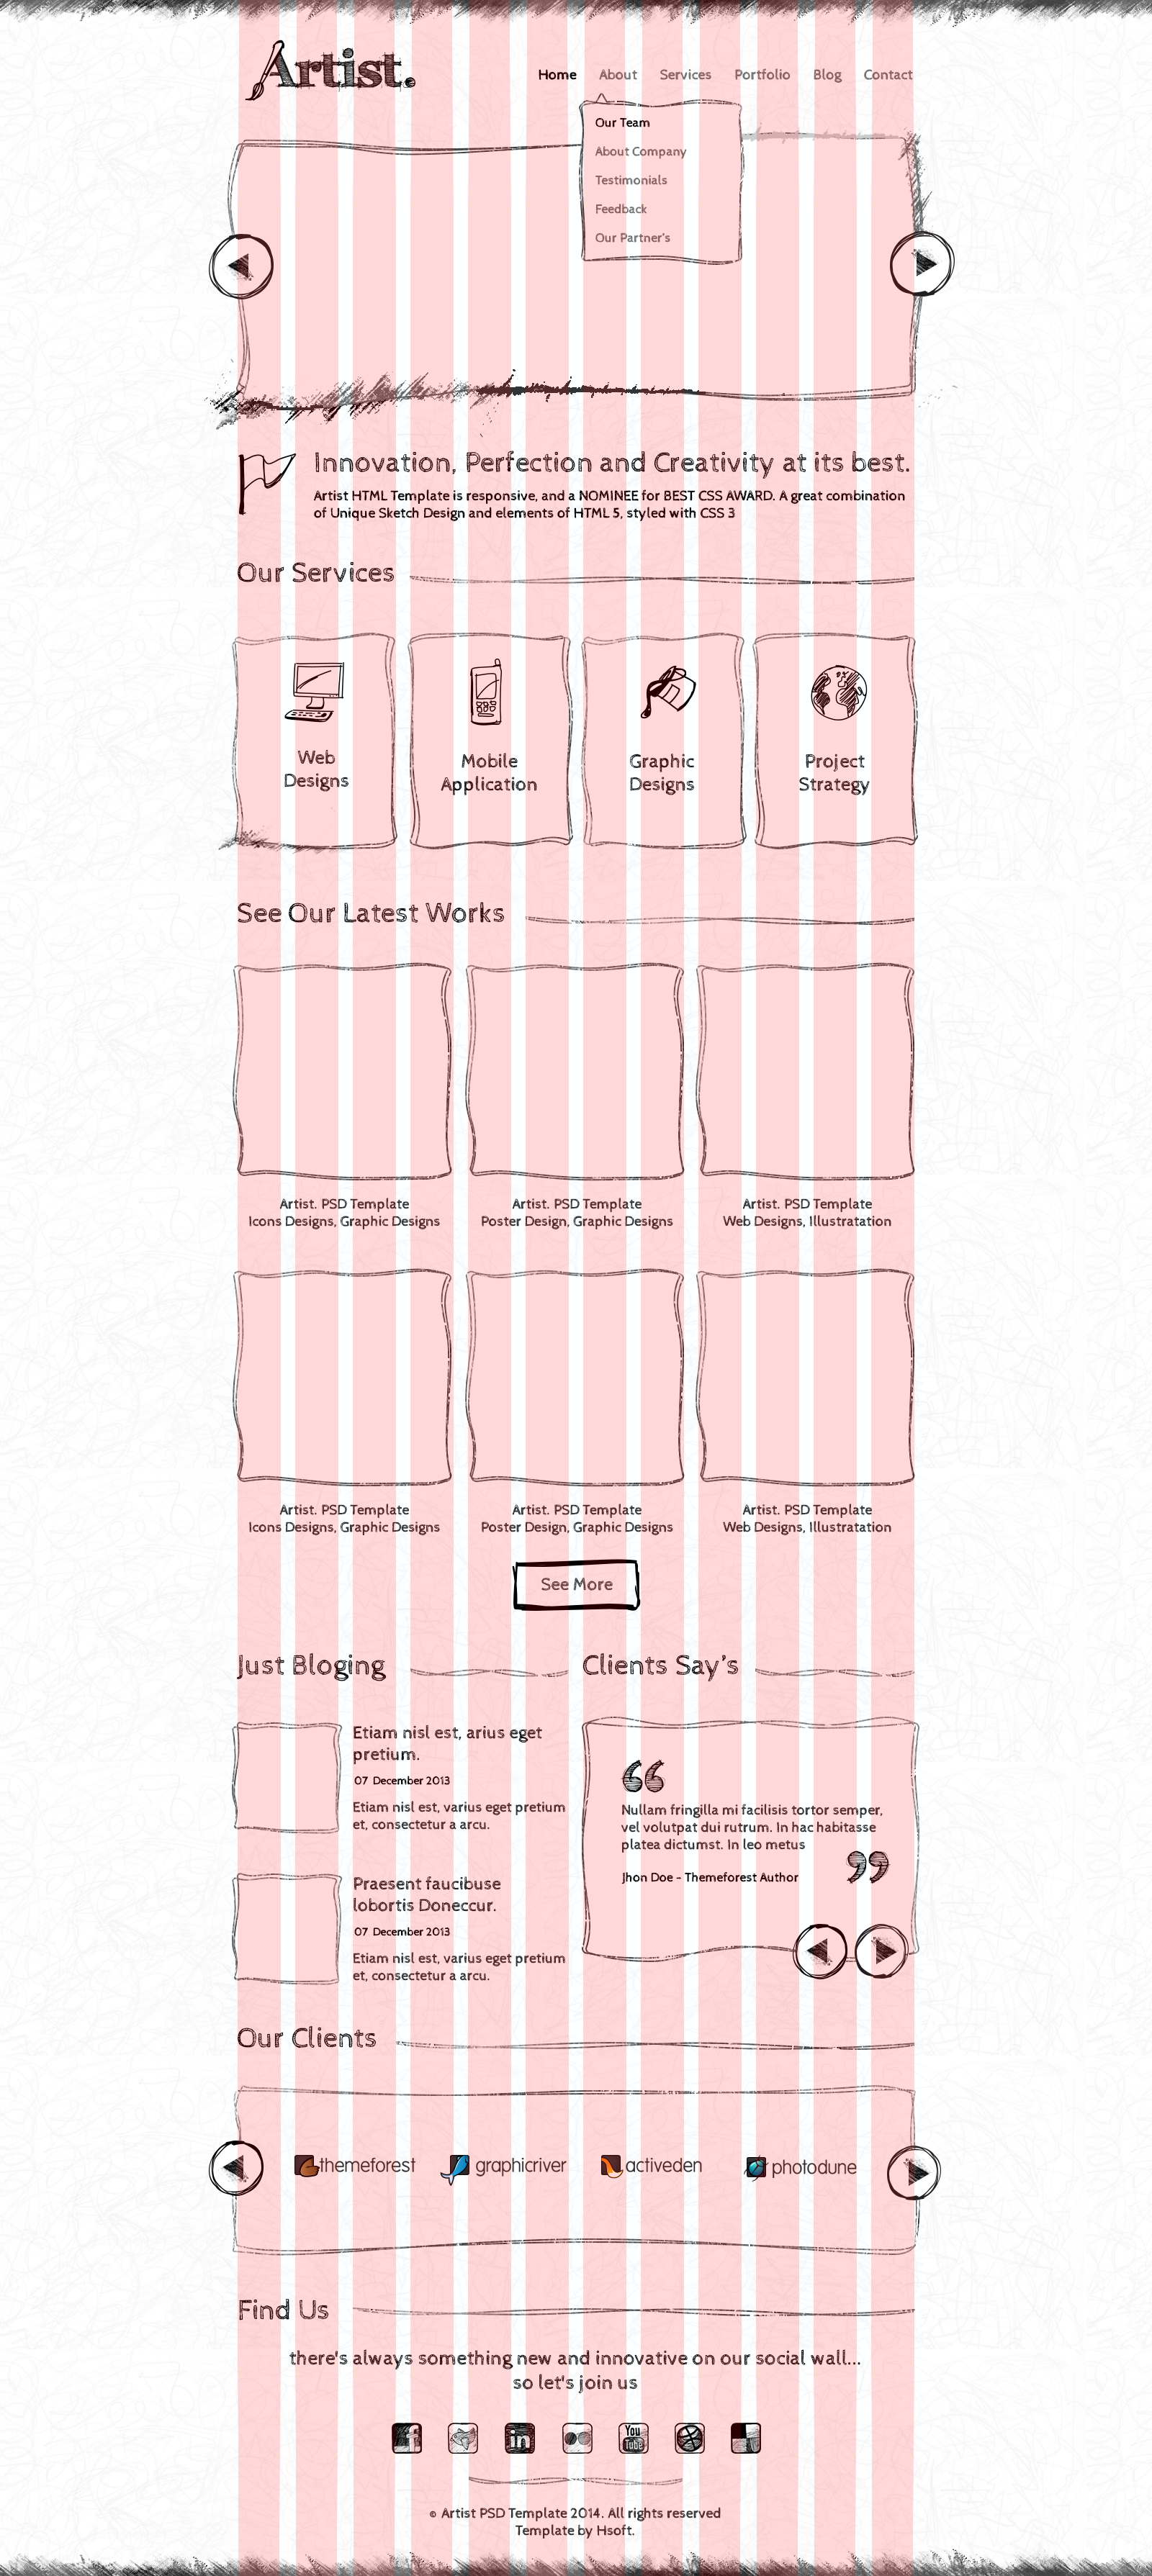 Artist.
Home About Services Portfolio Blog Contact
Our Team
About Company
Testimonials
Feedback
Our Partner's
Innovation, Perfection and Creativity at its best.
Artist HTML Template is responsive, and a NOMINEE for BEST CSS AWARD. A great combination
of Unique Sketch Design and elements of HTML 5, styled with CSS 3
Our Services
Web
Designs
Mobile
Application
Graphic
Designs
Project
Strategy
See Our Latest Works
Artist. PSD Template
Icons Designs, Graphic Designs
Artist. PSD Template
Poster Design, Graphic Designs
Artist. PSD Template
Web Designs, Illustratation
Artist. PSD Template
Icons Designs, Graphic Designs
Artist. PSD Template
Poster Design, Graphic Designs
Artist. PSD Template
Web Designs, Illustratation
See More
Just Bloging
Etiam nisl est, arius eget
pretium.
07 December 2013
Etiam nisl est, varius eget pretium
et, consectetur a arcu.
Praesent faucibuse
lobortis Doneccur.
07 December 2013
Etiam nisl est, varius eget pretium
et, consectetur a arcu.
Clients Say's
“
Nullam fringilla mi facilisis tortor semper,
vel volutpat dui rutrum. In hac habitasse
platea dictumst. In leo metus
”
Jhon Doe - Themeforest Author
Our Clients
themeforest graphicriver activeden photodune
Find Us
there's always something new and innovative on our social wall...
so let's join us
f in You Tube
© Artist PSD Template 2014. All rights reserved
Template by Hsoft.